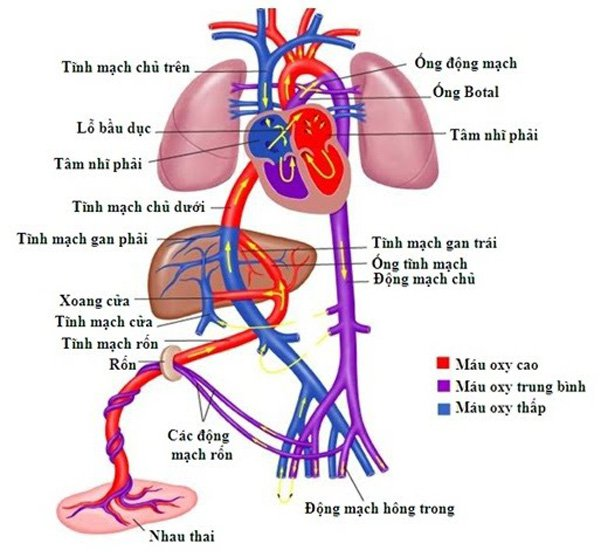 Tĩnh mạch chủ trên
Ống động mạch
Ống Botal
Lổ bầu dục
Tâm nhĩ phải
Tâm nhĩ phải
Tĩnh mạch chủ dưới
Tĩnh mạch gan phải
Tĩnh mạch gan trái
Ống tĩnh mạch
Động mạch chủ
Xoang cửa
Tĩnh mạch cửa
Tĩnh mạch rốn
Rốn
Máu oxy cao
Máu oxy trung bình
Máu oxy thấp
Các động
mạch rốn
Động mạch hông trong
Nhau thai